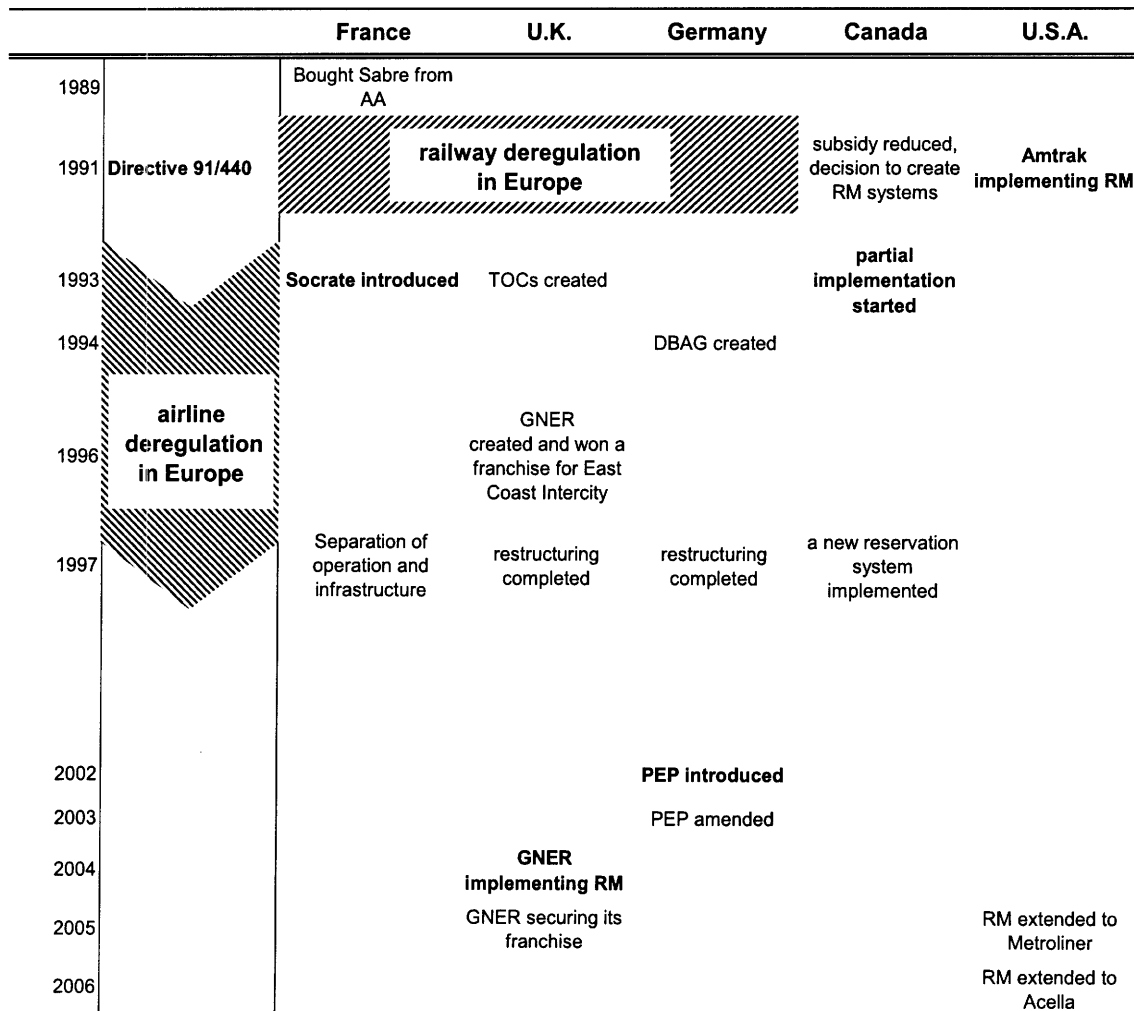 France U.K. Germany Canada U.S.A.
1989
Bought Sabre from
AA
1991
Directive 91/440
railway deregulation
in Europe
subsidy reduced,
decision to create
RM systems
Amtrak
implementing RM
1993
Socrate introduced
TOCs created
partial
implementation
started
1994
DBAG created
airline
deregulation
in Europe
1996
GNER
created and won a
franchise for East
Coast Intercity
1997
Separation of
operation and
infrastructure
restructuring
completed
restructuring
completed
a new reservation
system
implemented
2002
PEP introduced
2003
PEP amended
2004
GNER
implementing RM
2005
GNER securing its
franchise
RM extended to
Metroliner
2006
RM extended to
Acella